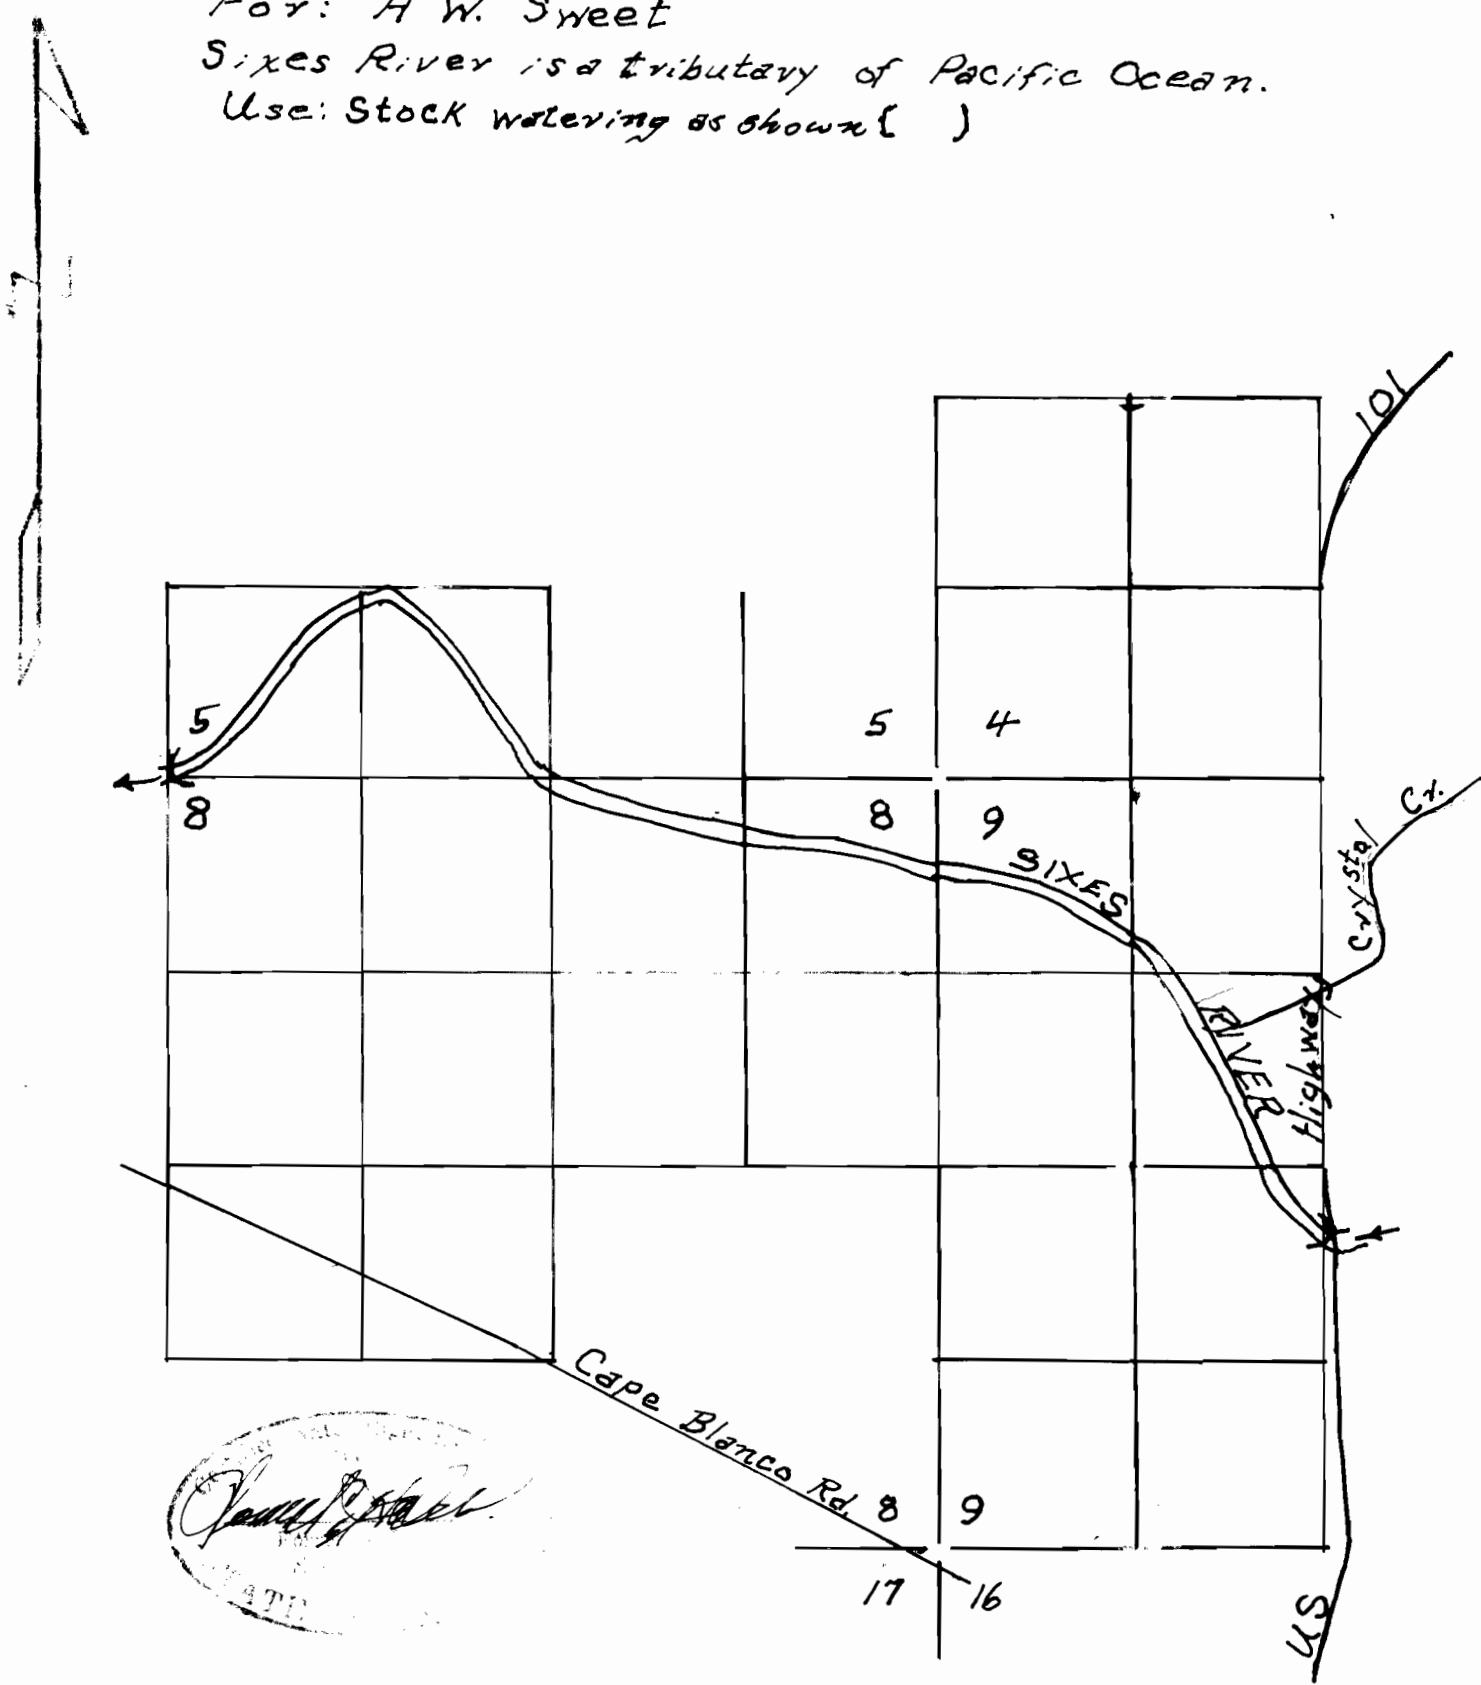 For: A W. Sweet
Sixes River is a tributary of Pacific Ocean.
Use: Stock watering as shown { }
101
5
5 4
8
8 9
Cr.
Crystal
SIXES
RIVER
Highway
Cape Blanco Rd.
8 9
17 16
US